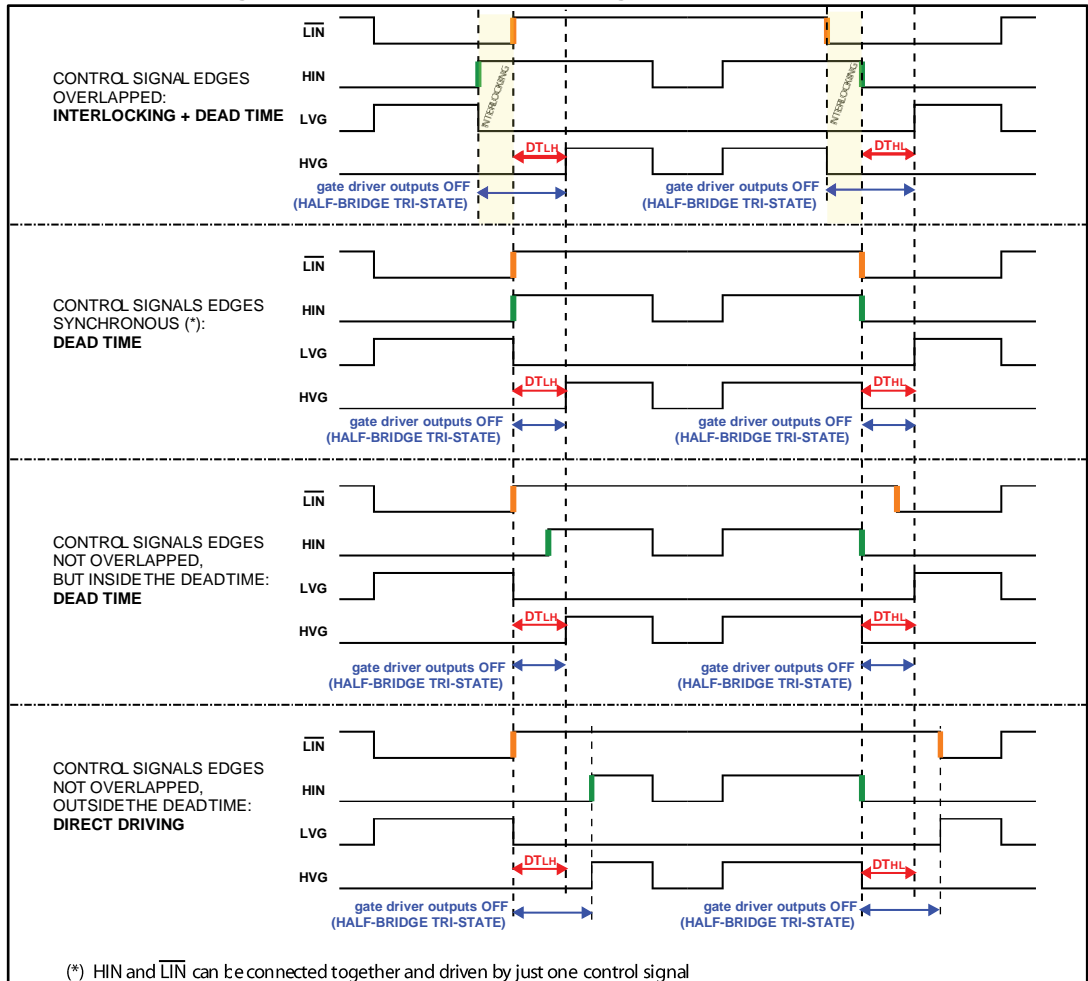 CONTROL SIGNAL EDGES
OVERLAPPED:
INTERLOCKING + DEAD TIME
LIN
HIN
LVG
HVG
INTERLOCKING
INTERLOCKING
DTLH
DTHL
gate driver outputs OFF
(HALF-BRIDGE TRI-STATE)
gate driver outputs OFF
(HALF-BRIDGE TRI-STATE)
CONTROL SIGNALS EDGES
SYNCHRONOUS (*):
DEAD TIME
LIN
HIN
LVG
HVG
DTLH
DTHL
gate driver outputs OFF
(HALF-BRIDGE TRI-STATE)
gate driver outputs OFF
(HALF-BRIDGE TRI-STATE)
CONTROL SIGNALS EDGES
NOT OVERLAPPED,
BUT INSIDE THE DEAD TIME:
DEAD TIME
LIN
HIN
LVG
HVG
DTLH
DTHL
gate driver outputs OFF
(HALF-BRIDGE TRI-STATE)
gate driver outputs OFF
(HALF-BRIDGE TRI-STATE)
CONTROL SIGNALS EDGES
NOT OVERLAPPED,
OUTSIDE THE DEAD TIME:
DIRECT DRIVING
LIN
HIN
LVG
HVG
DTLH
DTHL
gate driver outputs OFF
(HALF-BRIDGE TRI-STATE)
gate driver outputs OFF
(HALF-BRIDGE TRI-STATE)
(*) HIN and LIN can be connected together and driven by just one control signal